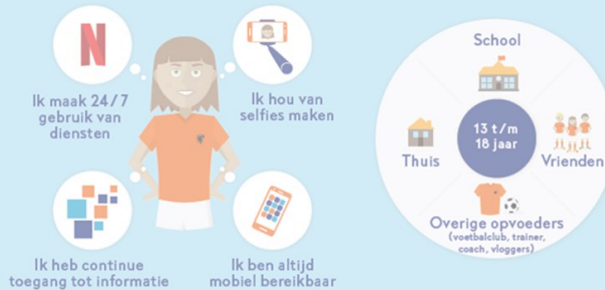 N
Ik maak 24/7
gebruik van
diensten
Ik hou van
selfies maken
Ik heb continue
toegang tot informatie
Ik ben altijd
mobiel bereikbaar
School
13 t/m
18 jaar
Thuis
Vrienden
Overige opvoeders
(voetbalclub, trainer,
coach, vloggers)